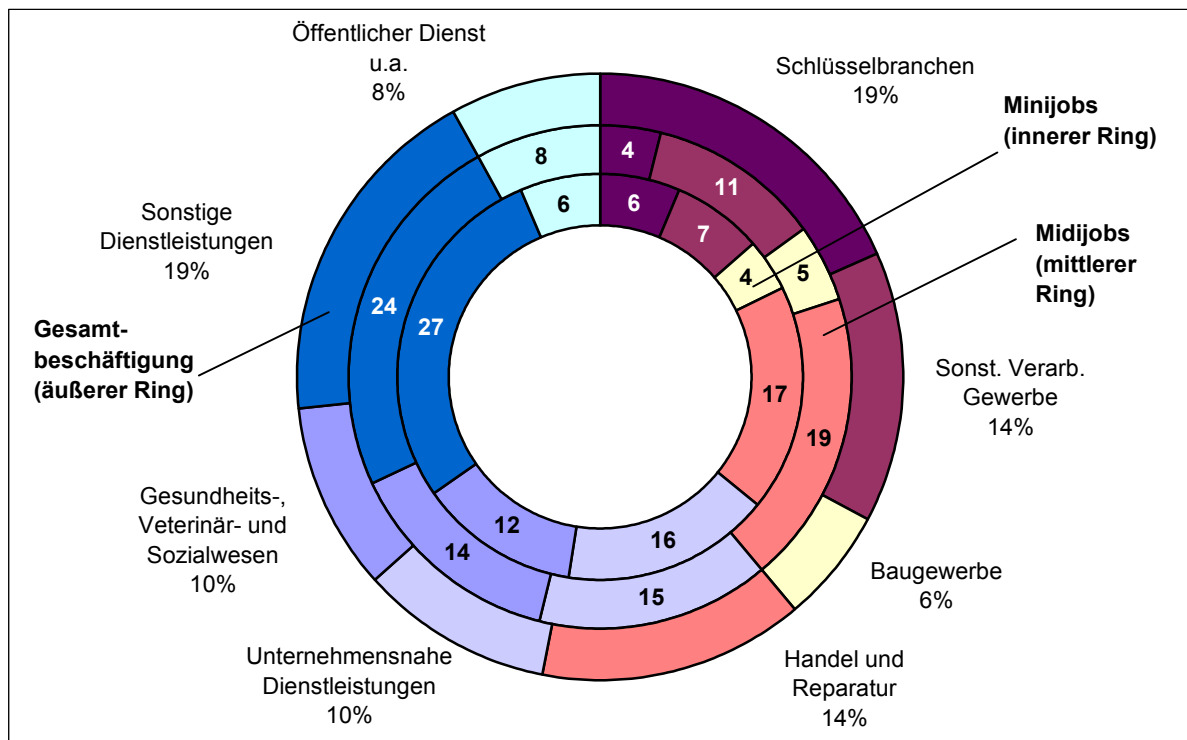 Öffentlicher Dienst
u.a.
8%
Schlüsselbranchen
19%
Minijobs
(innerer Ring)
Midijobs
(mittlerer
Ring)
Sonst. Verarb.
Gewerbe
14%
Baugewerbe
6%
Handel und
Reparatur
14%
Unternehmensnahe
Dienstleistungen
10%
Gesundheits-,
Veterinär- und
Sozialwesen
10%
Gesamt-
beschäftigung
(äußerer Ring)
Sonstige
Dienstleistungen
19%
4
11
5
19
15
14
24
8
6
7
4
17
16
12
27
6